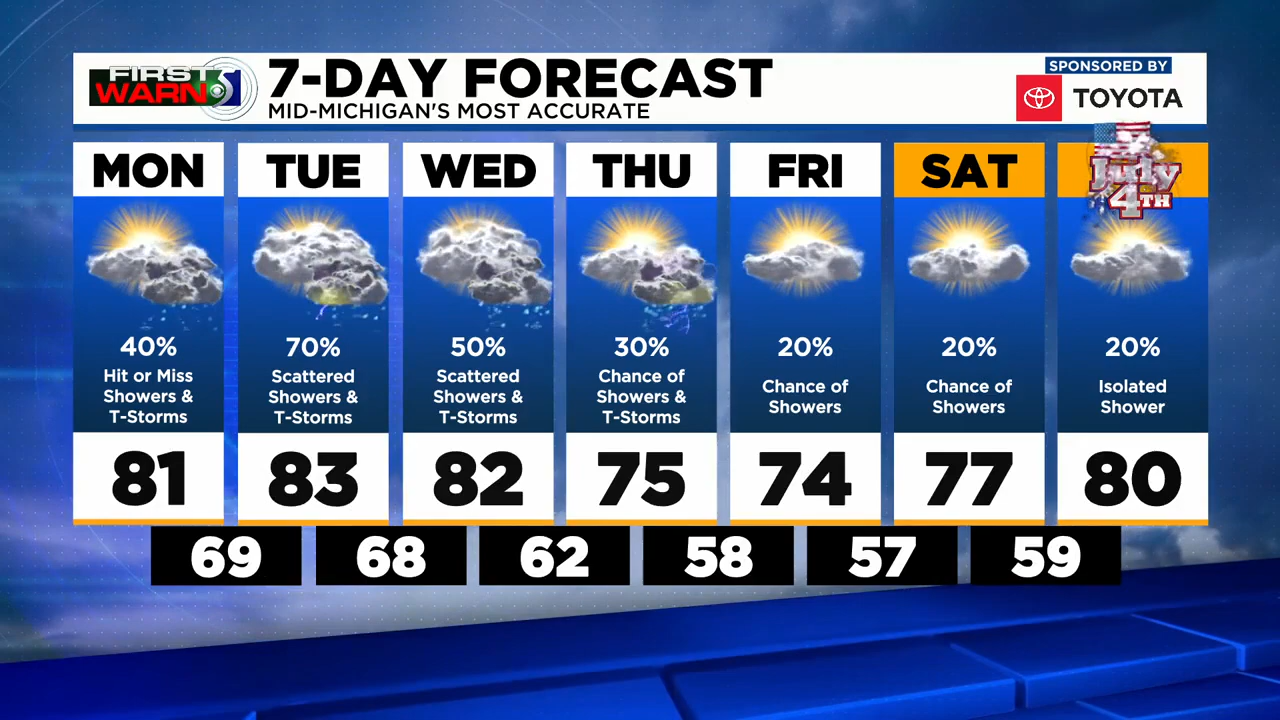 FIRST
WARN 5
7-DAY FORECAST
MID-MICHIGAN'S MOST ACCURATE
SPONSORED BY
TOYOTA
MON
TUE
WED
THU
FRI
SAT
July
4TH
40%
Hit or Miss
Showers &
T-Storms
70%
Scattered
Showers &
T-Storms
50%
Scattered
Showers &
T-Storms
30%
Chance of
Showers &
T-Storms
20%
Chance of
Showers
20%
Chance of
Showers
20%
Isolated
Shower
81
83
82
75
74
77
80
69
68
62
58
57
59